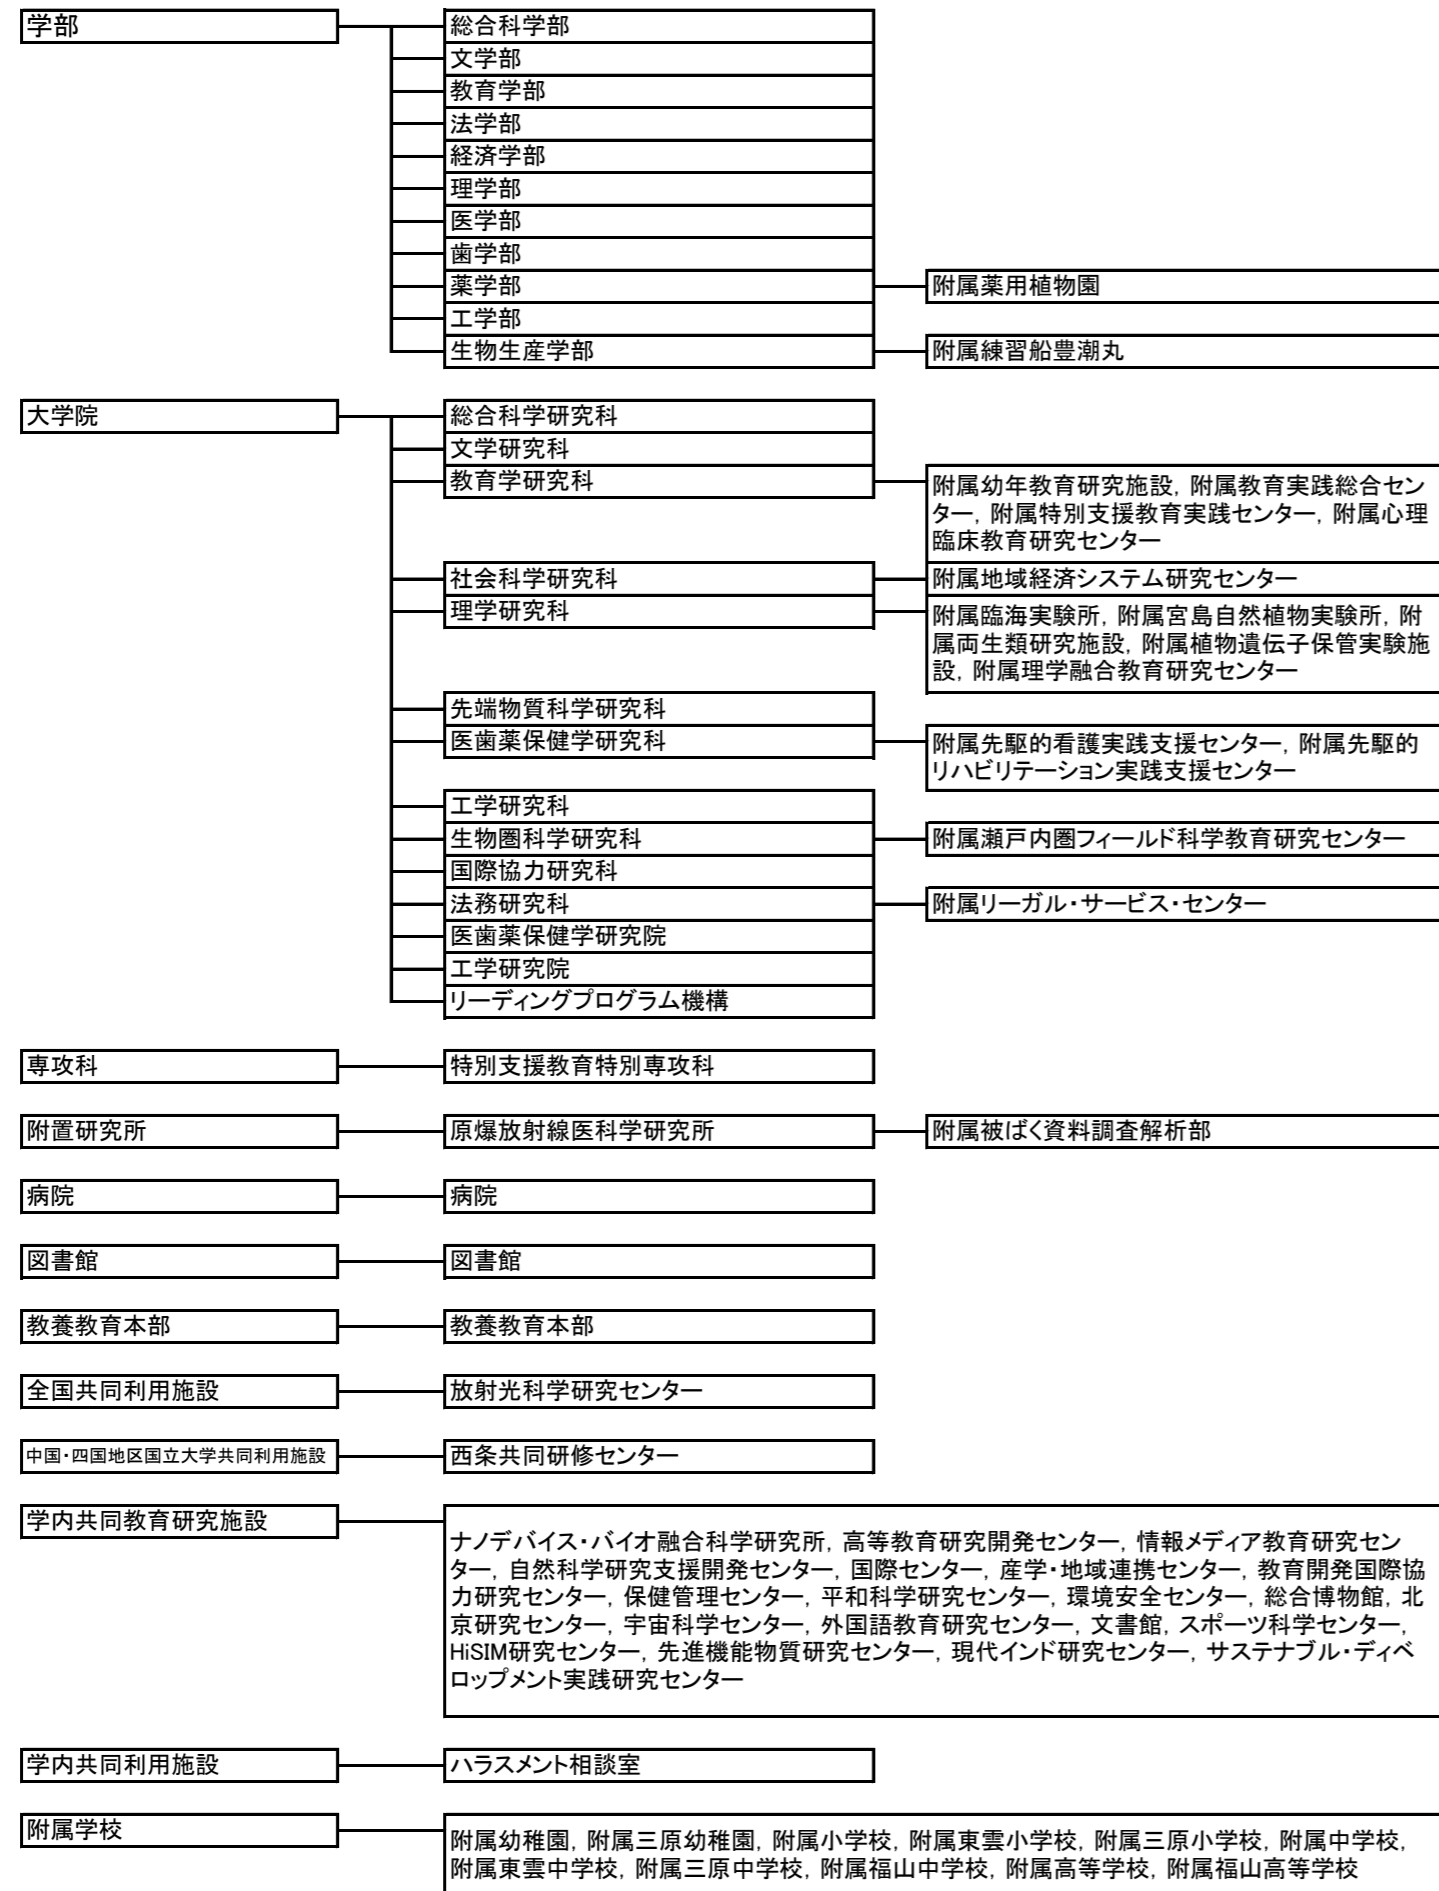 学部
総合科学部
文学部
教育学部
法学部
経済学部
理学部
医学部
歯学部
薬学部
附属薬用植物園
工学部
生物生産学部
附属練習船豊潮丸
大学院
総合科学研究科
文学研究科
教育学研究科
附属幼年教育研究施設, 附属教育実践総合セン
ター, 附属特別支援教育実践センター, 附属心理
臨床教育研究センター
社会科学研究科
附属地域経済システム研究センター
理学研究科
附属臨海実験所, 附属宮島自然植物実験所, 附
属両生類研究施設, 附属植物遺伝子保管実験施
設, 附属理学融合教育研究センター
先端物質科学研究科
医歯薬保健学研究科
附属先駆的看護実践支援センター, 附属先駆的
リハビリテーション実践支援センター
工学研究科
生物圏科学研究科
附属瀬戸内圏フィールド科学教育研究センター
国際協力研究科
法務研究科
附属リーガル・サービス・センター
医歯薬保健学研究院
工学研究院
リーディングプログラム機構
専攻科
特別支援教育特別専攻科
附置研究所
原爆放射線医科学研究所
附属被ばく資料調査解析部
病院
病院
図書館
図書館
教養教育本部
教養教育本部
全国共同利用施設
放射光科学研究センター
中国・四国地区国立大学共同利用施設
西条共同研修センター
学内共同教育研究施設
ナノデバイス・バイオ融合科学研究所, 高等教育研究開発センター, 情報メディア教育研究セン
ター, 自然科学研究支援開発センター, 国際センター, 産学・地域連携センター, 教育開発国際協
力研究センター, 保健管理センター, 平和科学研究センター, 環境安全センター, 総合博物館, 北
京研究センター, 宇宙科学センター, 外国語教育研究センター, 文書館, スポーツ科学センター,
HiSIM研究センター, 先進機能物質研究センター, 現代インド研究センター, サステナブル・ディベ
ロップメント実践研究センター
学内共同利用施設
ハラスメント相談室
附属学校
附属幼稚園, 附属三原幼稚園, 附属小学校, 附属東雲小学校, 附属三原小学校, 附属中学校,
附属東雲中学校, 附属三原中学校, 附属福山中学校, 附属高等学校, 附属福山高等学校